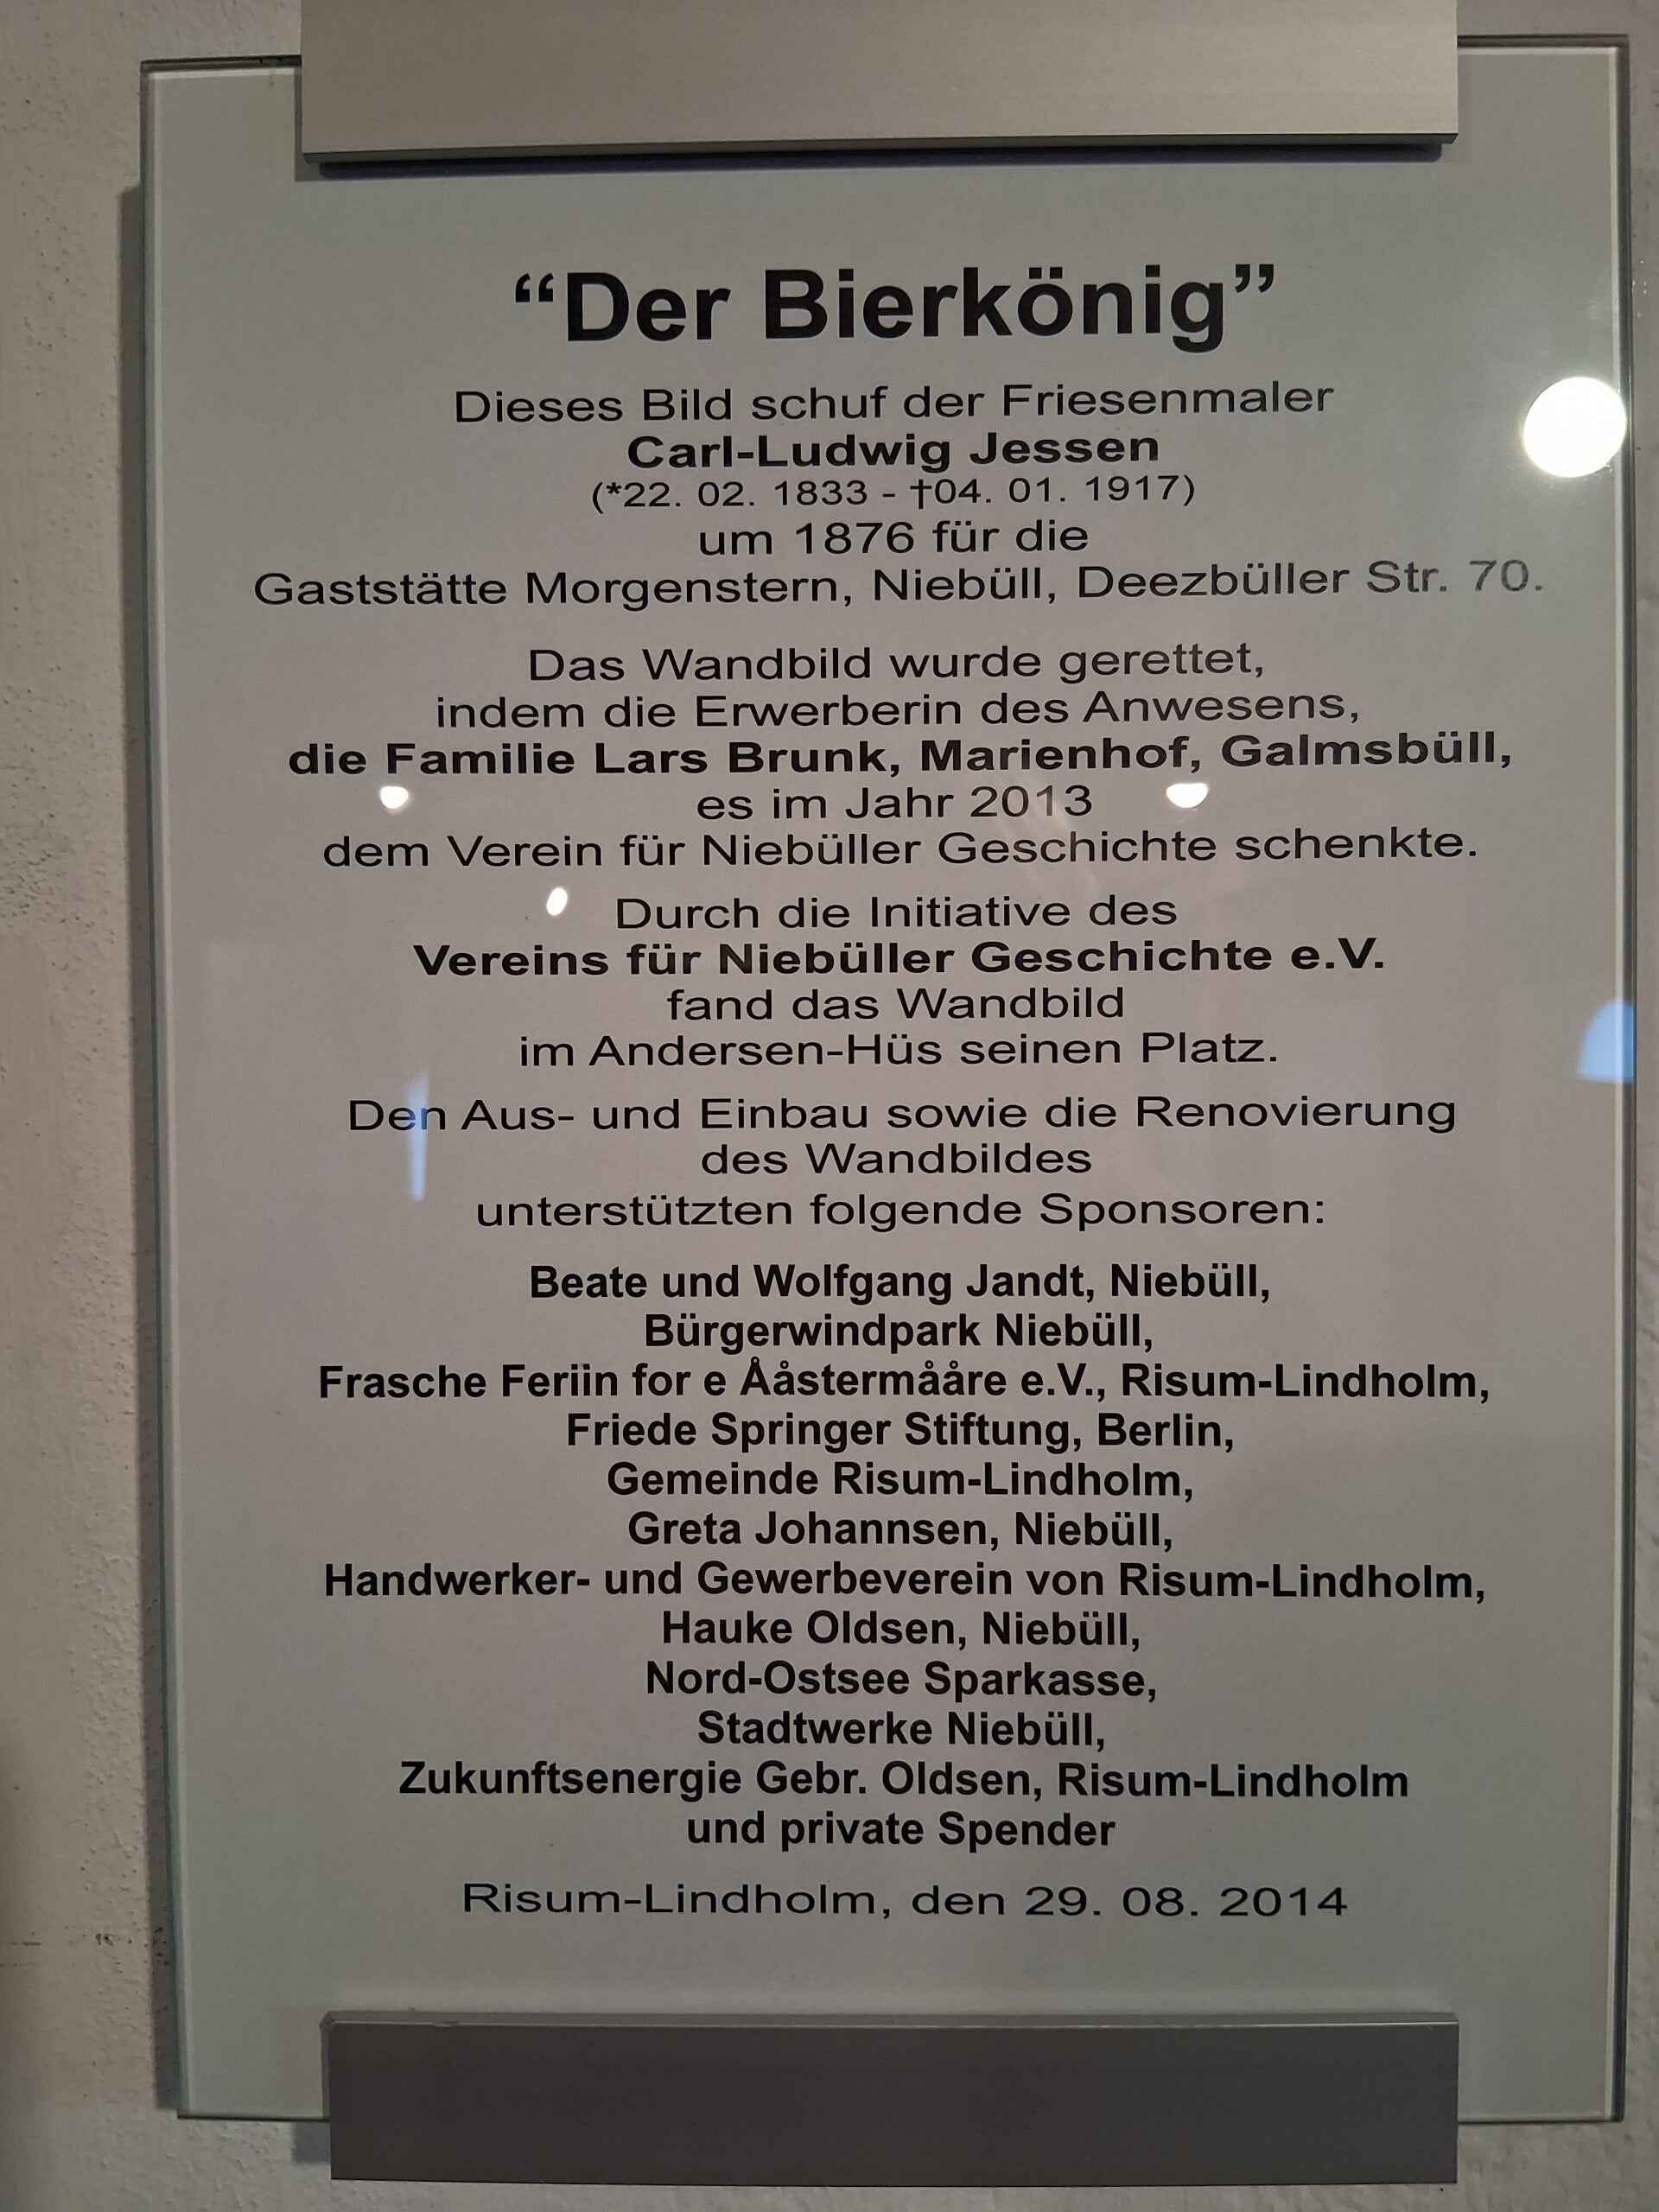 “Der Bierkönig”
Dieses Bild schuf der Friesenmaler
Carl-Ludwig Jessen
(*22. 02. 1833 - †04. 01. 1917)
um 1876 für die
Gaststätte Morgenstern, Niebüll, Deezbüller Str. 70.
Das Wandbild wurde gerettet,
indem die Erwerberin des Anwesens,
die Familie Lars Brunk, Marienhof, Galmsbüll,
es im Jahr 2013
dem Verein für Niebüller Geschichte schenkte.
Durch die Initiative des
Vereins für Niebüller Geschichte e.V.
fand das Wandbild
im Andersen-Hüs seinen Platz.
Den Aus- und Einbau sowie die Renovierung
des Wandbildes
unterstützten folgende Sponsoren:
Beate und Wolfgang Jandt, Niebüll,
Bürgerwindpark Niebüll,
Frasche Feriin for e Ååstermååre e.V., Risum-Lindholm,
Friede Springer Stiftung, Berlin,
Gemeinde Risum-Lindholm,
Greta Johannsen, Niebüll,
Handwerker- und Gewerbeverein von Risum-Lindholm,
Hauke Oldsen, Niebüll,
Nord-Ostsee Sparkasse,
Stadtwerke Niebüll,
Zukunftsenergie Gebr. Oldsen, Risum-Lindholm
und private Spender
Risum-Lindholm, den 29. 08. 2014